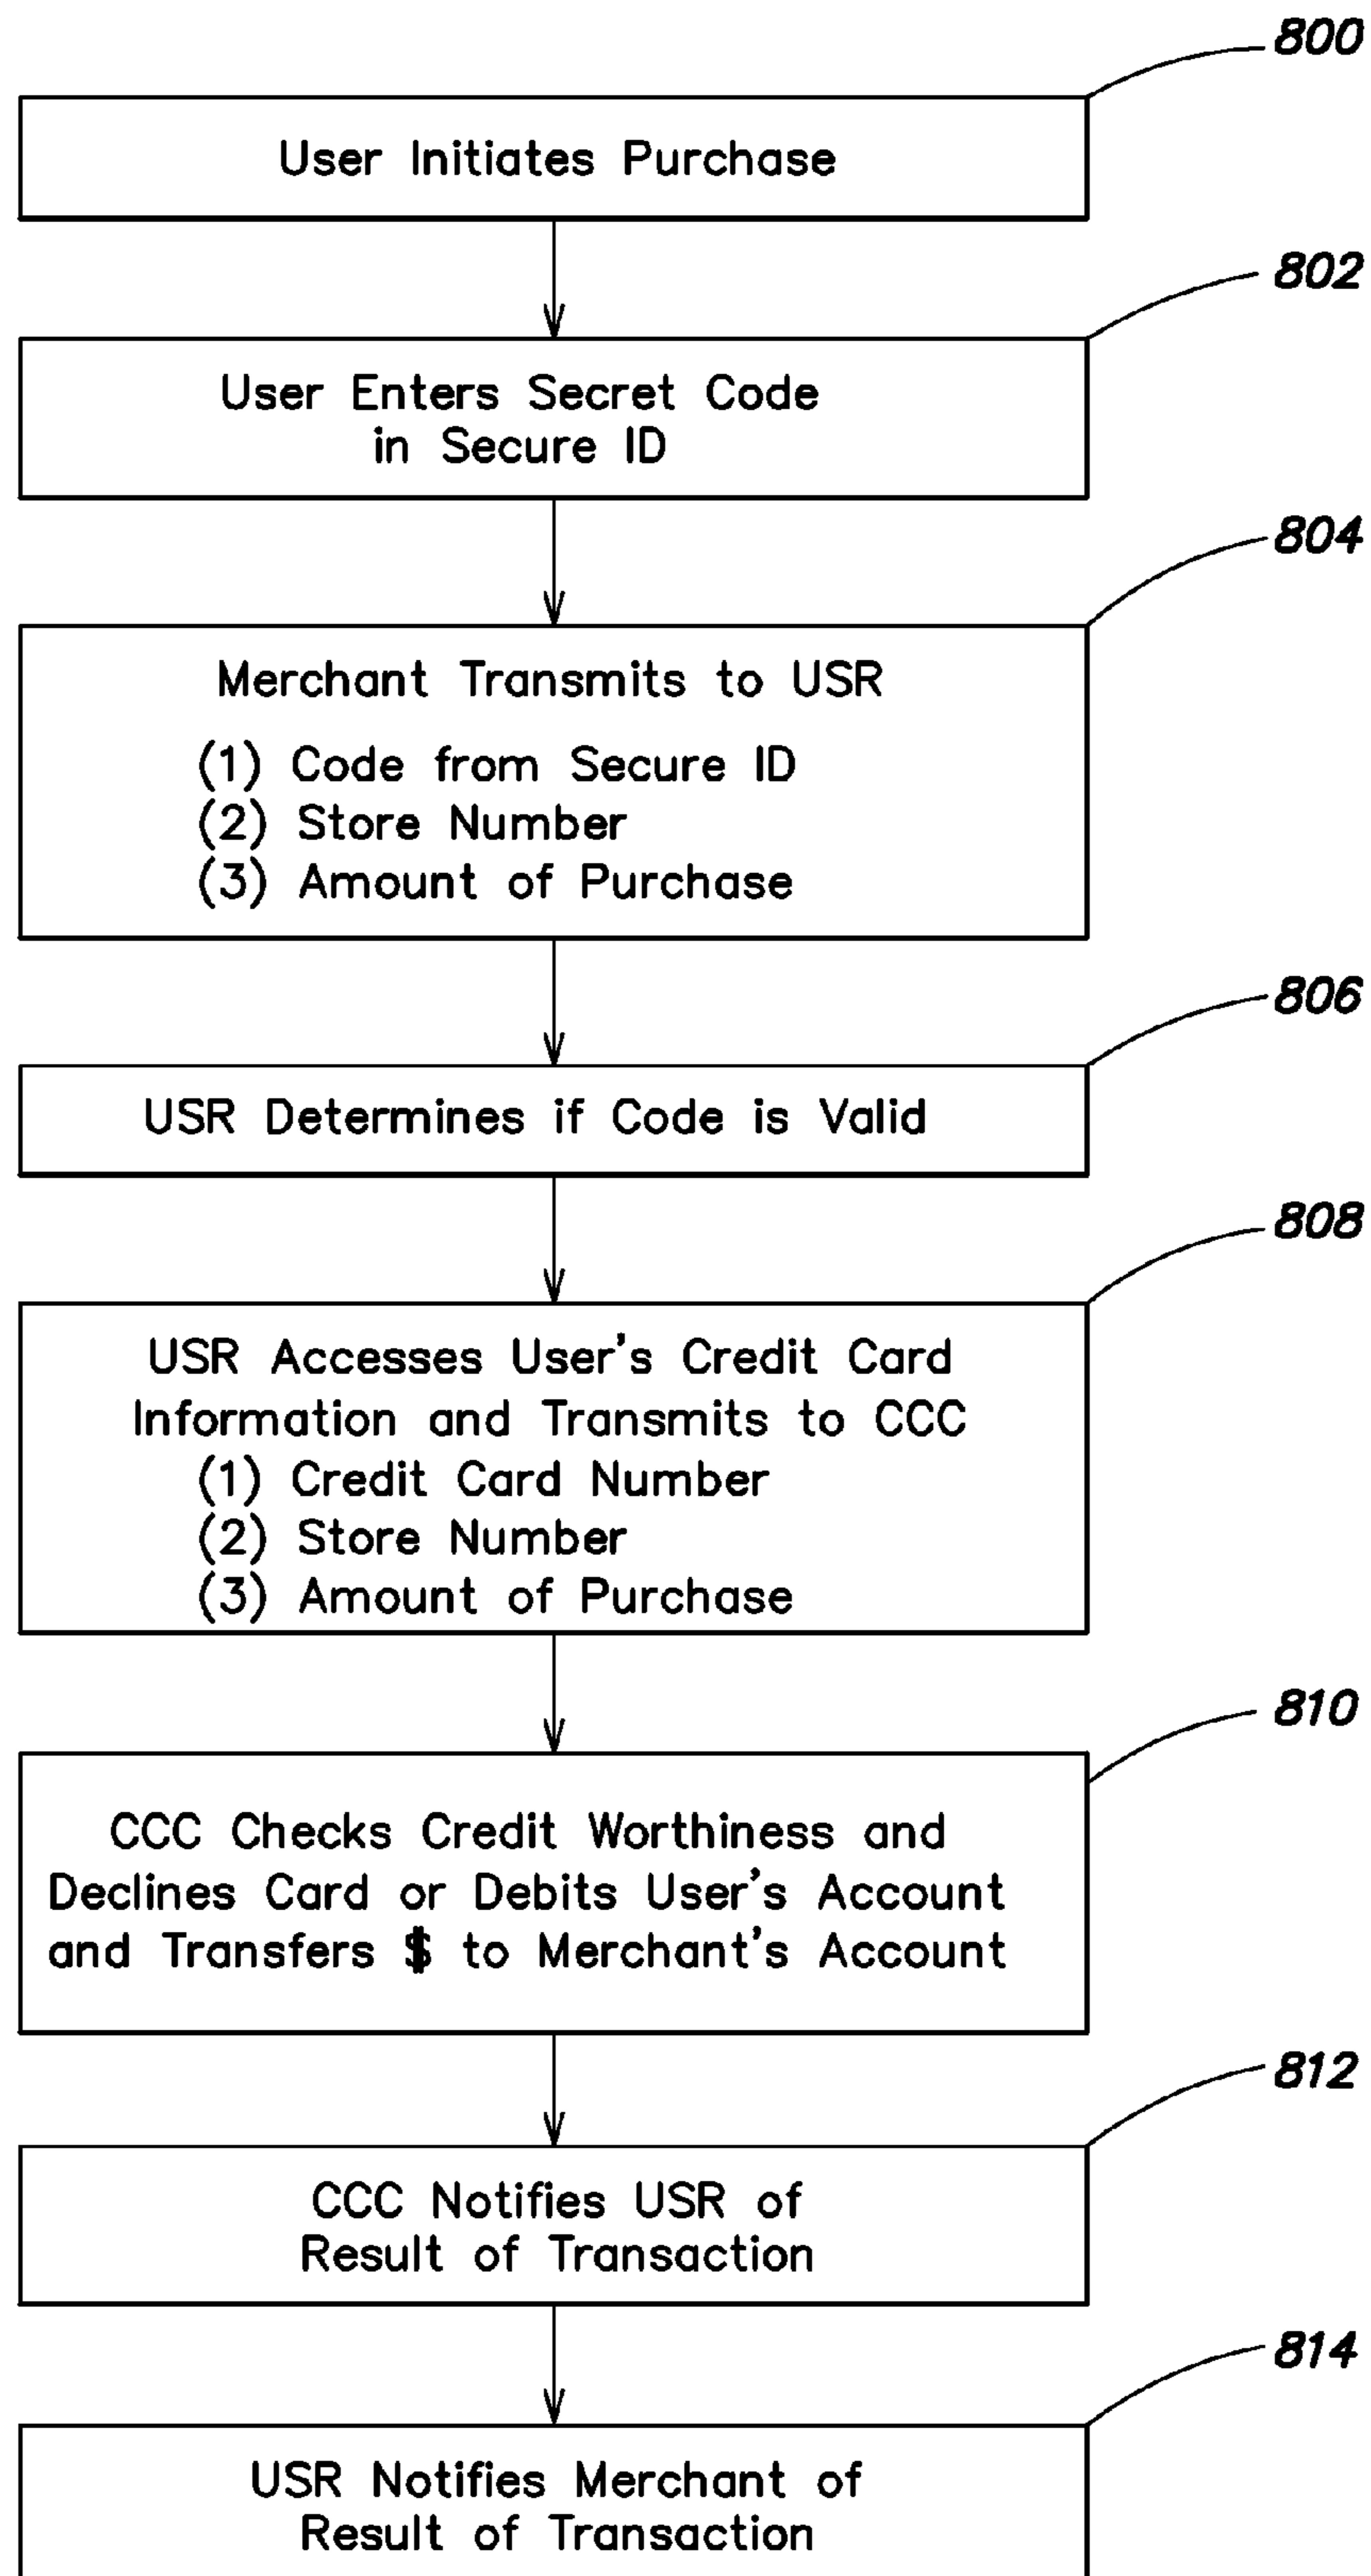 800
User Initiates Purchase
802
User Enters Secret Code
in Secure ID
804
Merchant Transmits to USR
(1) Code from Secure ID
(2) Store Number
(3) Amount of Purchase
806
USR Determines if Code is Valid
808
USR Accesses User's Credit Card
Information and Transmits to CCC
(1) Credit Card Number
(2) Store Number
(3) Amount of Purchase
810
CCC Checks Credit Worthiness and
Declines Card or Debits User's Account
and Transfers $ to Merchant's Account
812
CCC Notifies USR of
Result of Transaction
814
USR Notifies Merchant of
Result of Transaction